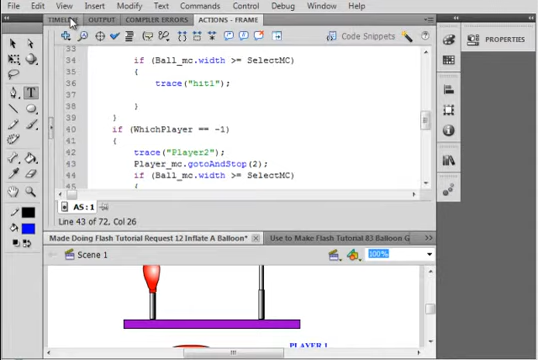 File Edit View Insert Modify Text Commands Control Debug Window Help
OUTPUT COMPILER ERRORS ACTIONS - FRAME
Code Snippets
PROPERTIES
33
34 if (Ball_mc.width >= SelectMC)
35 {
36 trace("hit1");
37
38 }
39 }
40 if (WhichPlayer == -1)
41 {
42 trace("Player2");
43 Player_mc.gotoAndStop(2);
44 if (Ball_mc.width >= SelectMC)
45 {
AS: 1
Line 43 of 72, Col 26
Made Doing Flash Tutorial Request 12 Inflate A Balloon* × Use to Make Flash Tutorial 83 Balloon G
Scene 1 100%
PLAYER 1